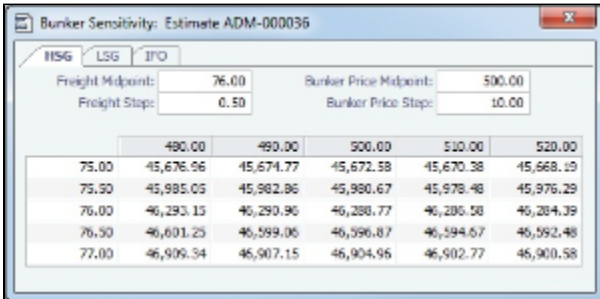 Bunker Sensitivity: Estimate ADM-000036
HSG LSG IFO
Freight Midpoint: 76.00 Bunker Price Midpoint: 500.00
Freight Step: 0.50 Bunker Price Step: 10.00
480.00 490.00 500.00 510.00 520.00
75.00 45,676.96 45,674.77 45,672.58 45,670.38 45,668.19
75.50 45,985.05 45,982.86 45,980.67 45,978.48 45,976.29
76.00 46,293.15 46,290.96 46,288.77 46,286.58 46,284.39
76.50 46,601.25 46,599.06 46,596.87 46,594.67 46,592.48
77.00 46,909.34 46,907.15 46,904.96 46,902.77 46,900.58